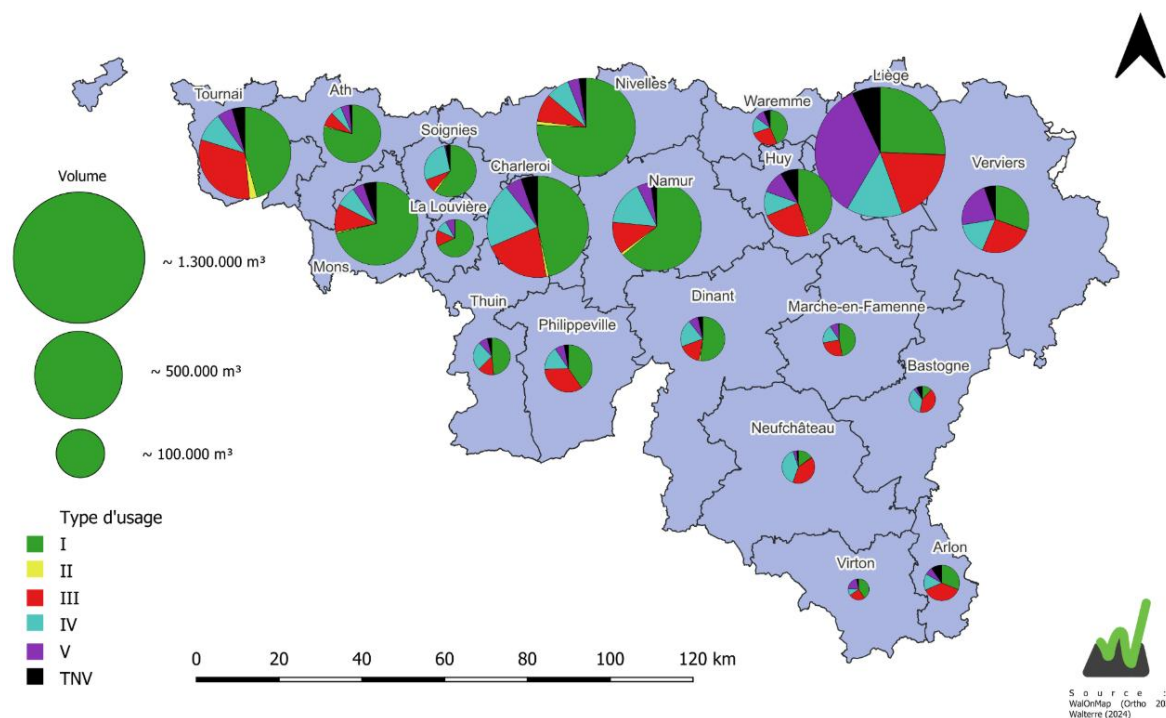 Nivelles
Liège
Ath
Tournai
Waremme
Soignies
Charleroi
Huy
Verviers
Volume
Namur
La Louvière
~ 1.300.000 m³
Mons
Dinant
Thuin
Marche-en-Famenne
Philippeville
~ 500.000 m³
Bastogne
Neufchâteau
~ 100.000 m³
Type d'usage
I
II
Arlon
Virton
III
IV
V
TNV
0 20 40 60 80 100 120 km
Source :
WalOnMap (Ortho 20
Walterre (2024)